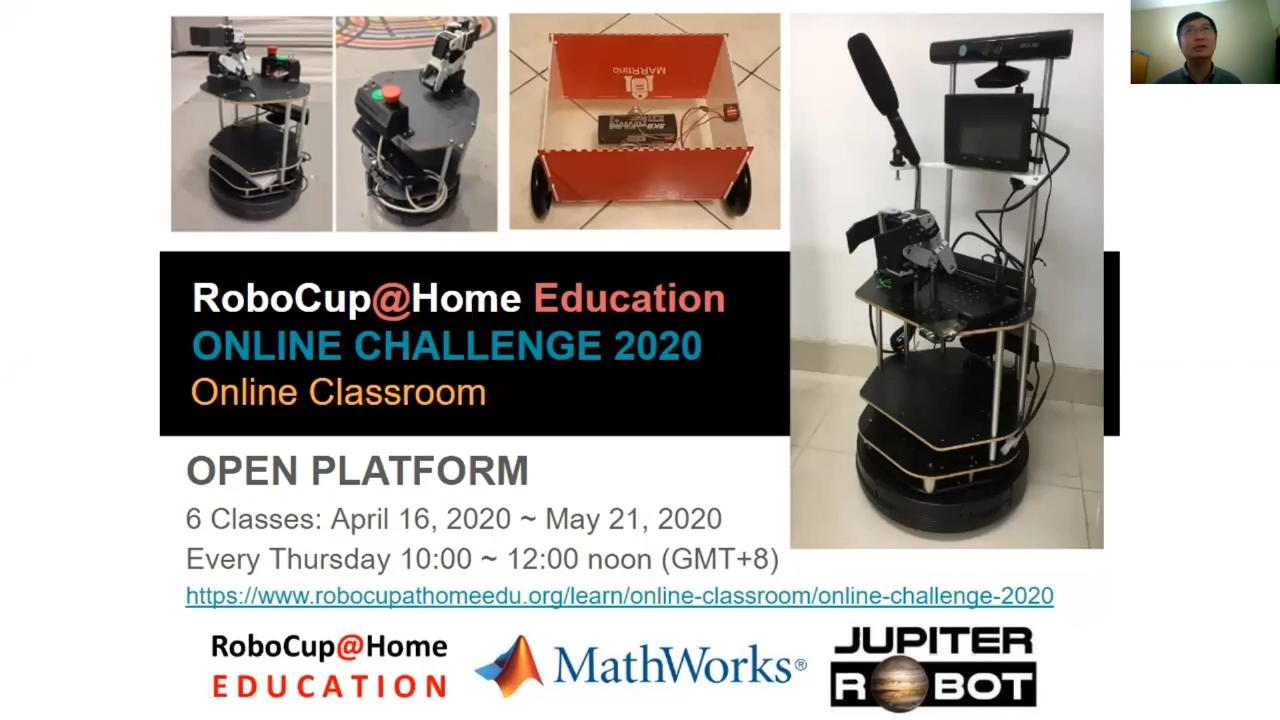 MARRtino
RoboCup@Home Education
ONLINE CHALLENGE 2020
Online Classroom
OPEN PLATFORM
6 Classes: April 16, 2020 ~ May 21, 2020
Every Thursday 10:00 ~ 12:00 noon (GMT+8)
https://www.robocupathomeedu.org/learn/online-classroom/online-challenge-2020
RoboCup@Home
EDUCATION
MathWorks®
JUPITER
ROBOT